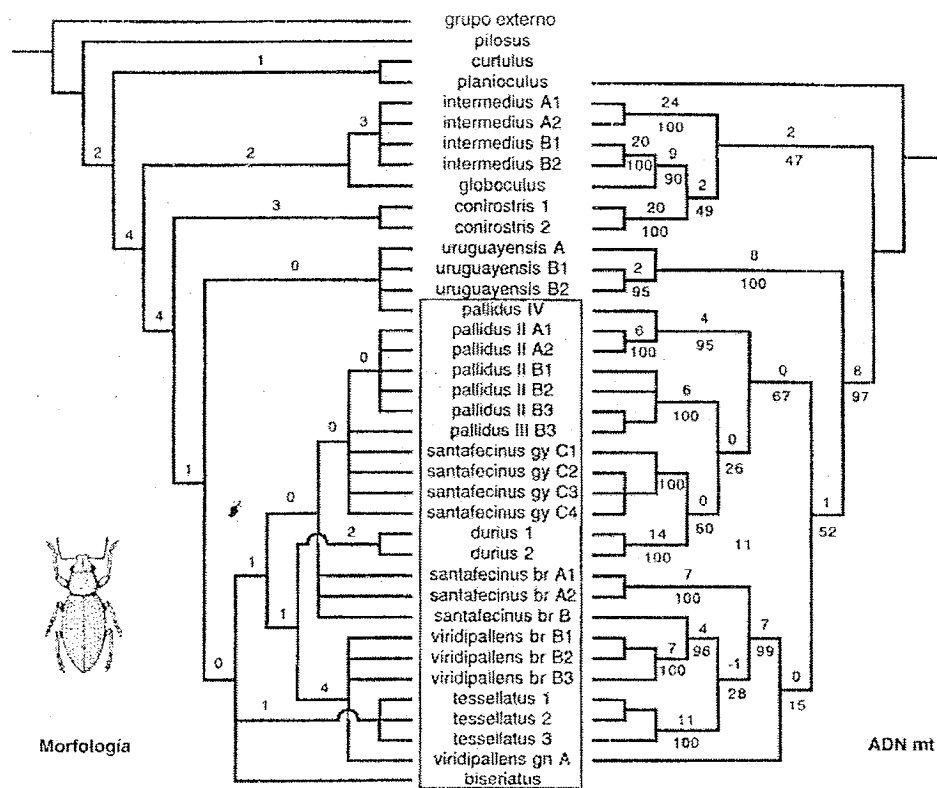 grupo externo
pilosus
curtulus
planioculus
intermedius A1
intermedius A2
intermedius B1
intermedius B2
globoculus
conirostris 1
conirostris 2
uruguayensis A
uruguayensis B1
uruguayensis B2
pallidus IV
pallidus II A1
pallidus II A2
pallidus II B1
pallidus II B2
pallidus II B3
pallidus III B3
santafecinus gy C1
santafecinus gy C2
santafecinus gy C3
santafecinus gy C4
durius 1
durius 2
santafecinus br A1
santafecinus br A2
santafecinus br B
viridipallens br B1
viridipallens br B2
viridipallens br B3
tessellatus 1
tessellatus 2
tessellatus 3
viridipallens gn A
biseriatus
1
2
3
2
4
3
4
0
1
0
0
0
2
1
1
0
4
1
Morfología
24
100
2
47
20
100
9
90
2
49
20
100
8
100
2
95
4
95
6
100
0
67
8
97
6
100
0
26
100
0
60
14
100
11
1
52
7
100
7
99
4
96
7
100
-1
28
0
15
11
100
ADN mt